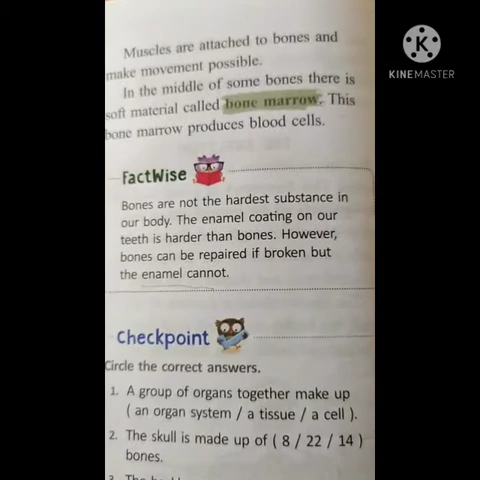 Muscles are attached to bones and
make movement possible.
In the middle of some bones there is
soft material called bone marrow. This
bone marrow produces blood cells.
K
KINEMASTER
FactWise
Bones are not the hardest substance in
our body. The enamel coating on our
teeth is harder than bones. However,
bones can be repaired if broken but
the enamel cannot.
Checkpoint
Circle the correct answers.
1. A group of organs together make up
( an organ system / a tissue / a cell ).
2. The skull is made up of ( 8 / 22 / 14 )
bones.